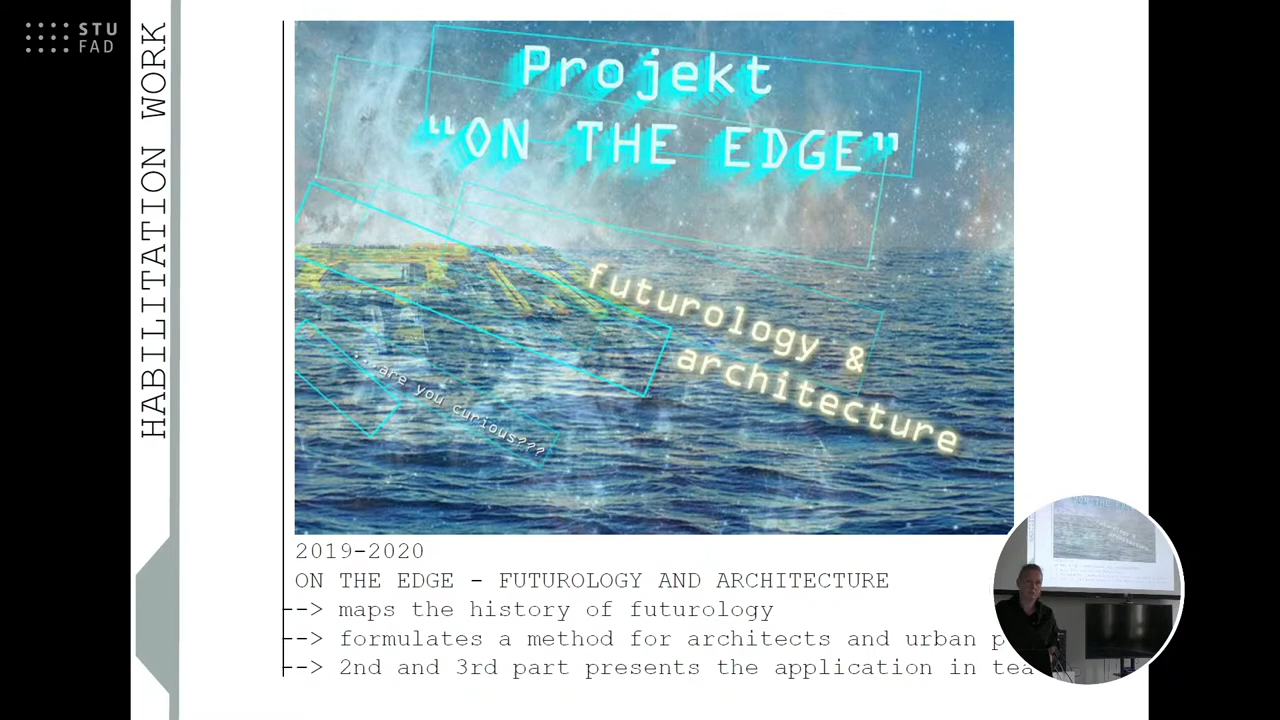 STU
FAD
HABILITATION WORK
Projekt
"ON THE EDGE"
futurology &
architecture
...are you curious???
2019-2020
ON THE EDGE - FUTUROLOGY AND ARCHITECTURE
--> maps the history of futurology
--> formulates a method for architects and urban
--> 2nd and 3rd part presents the application in